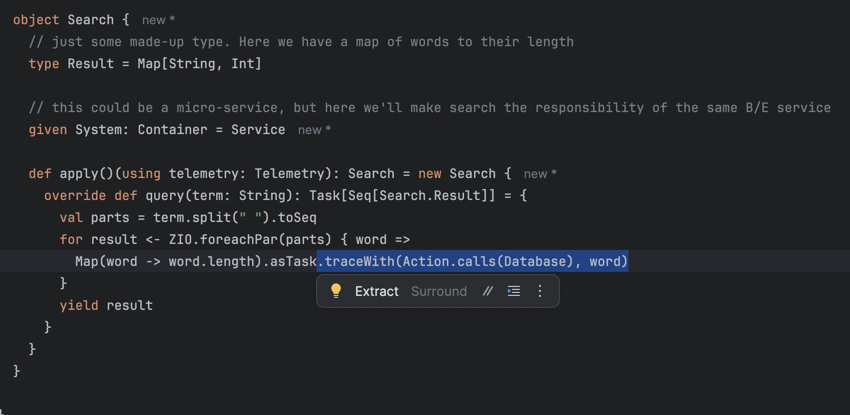 object Search { new *
// just some made-up type. Here we have a map of words to their length
type Result = Map[String, Int]
// this could be a micro-service, but here we'll make search the responsibility of the same B/E service
given System: Container = Service new *
def apply()(using telemetry: Telemetry): Search = new Search { new *
override def query(term: String): Task[Seq[Search.Result]] = {
val parts = term.split(" ").toSeq
for result <- ZIO.foreachPar(parts) { word =>
Map(word -> word.length).asTask.traceWith(Action.calls(Database), word)
}
Extract Surround //
yield result
}
}
}